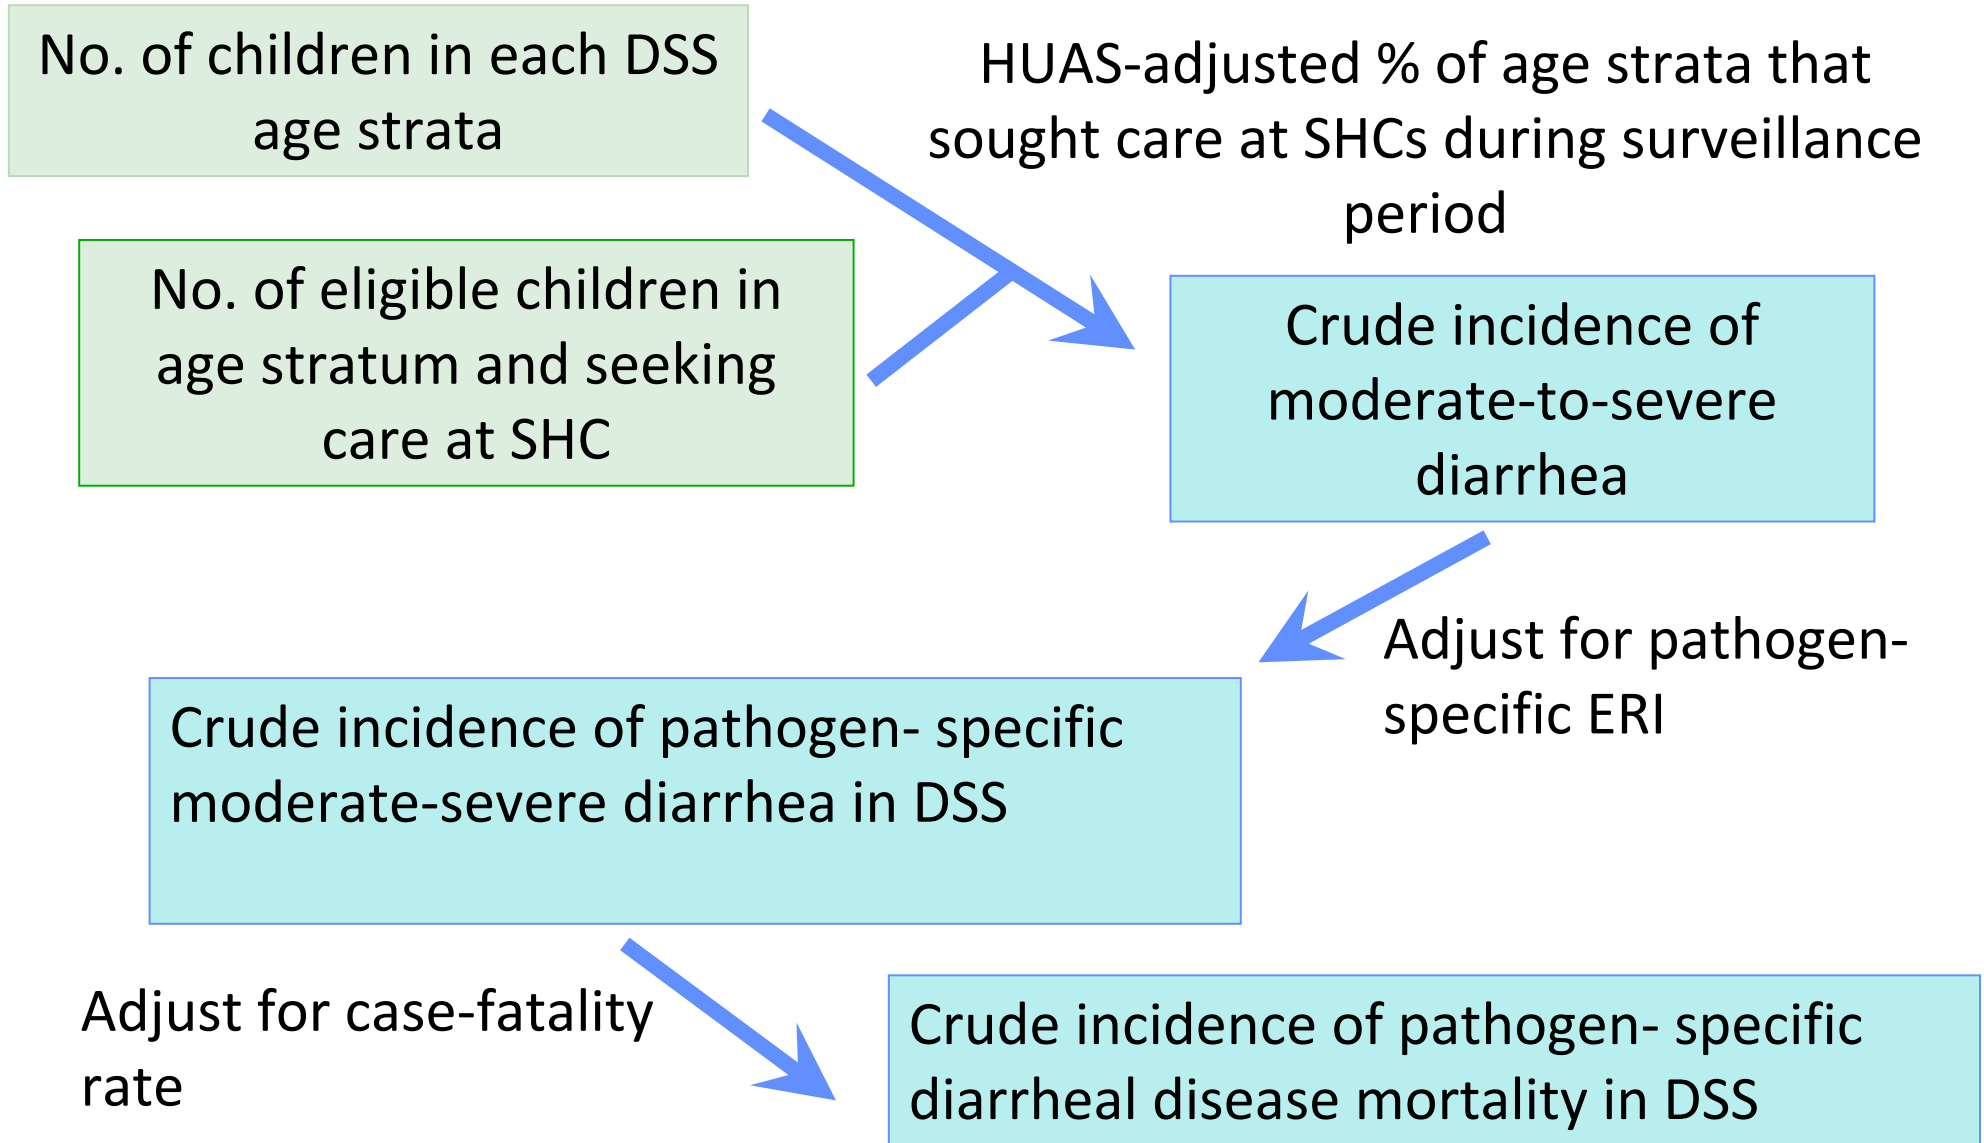 No. of children in each DSS
age strata
HUAS-adjusted % of age strata that
sought care at SHCs during surveillance
period
No. of eligible children in
age stratum and seeking
care at SHC
Crude incidence of
moderate-to-severe
diarrhea
Adjust for pathogen-
specific ERI
Crude incidence of pathogen- specific
moderate-severe diarrhea in DSS
Adjust for case-fatality
rate
Crude incidence of pathogen- specific
diarrheal disease mortality in DSS